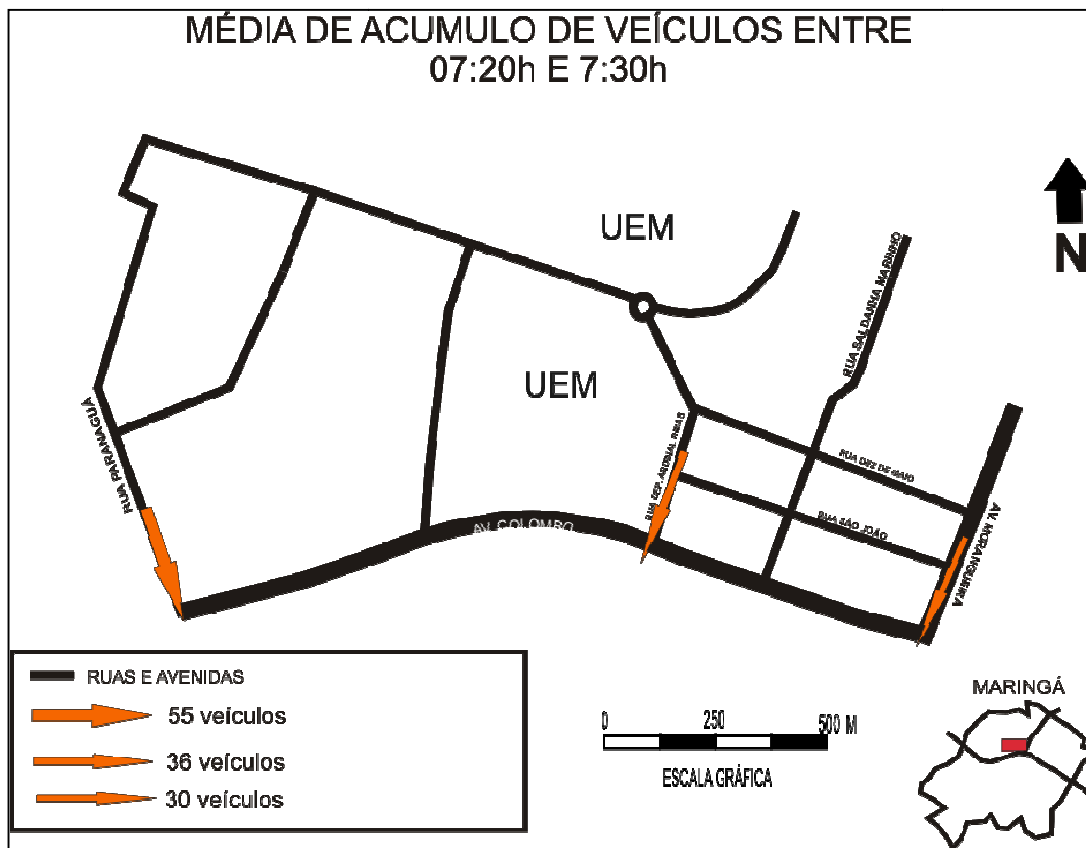 MÉDIA DE ACUMULO DE VEÍCULOS ENTRE
07:20h E 7:30h
UEM
N
RUA SALDANHA MARINHO
UEM
RUA PARANAGUÁ
RUA DEZ DE MAIO
RUA SÃO JOÃO
AV. COLOMBO
AV. MORANGUEIRA
RUAS E AVENIDAS
55 veículos
36 veículos
30 veículos
0 250 500 M
ESCALA GRÁFICA
MARINGÁ